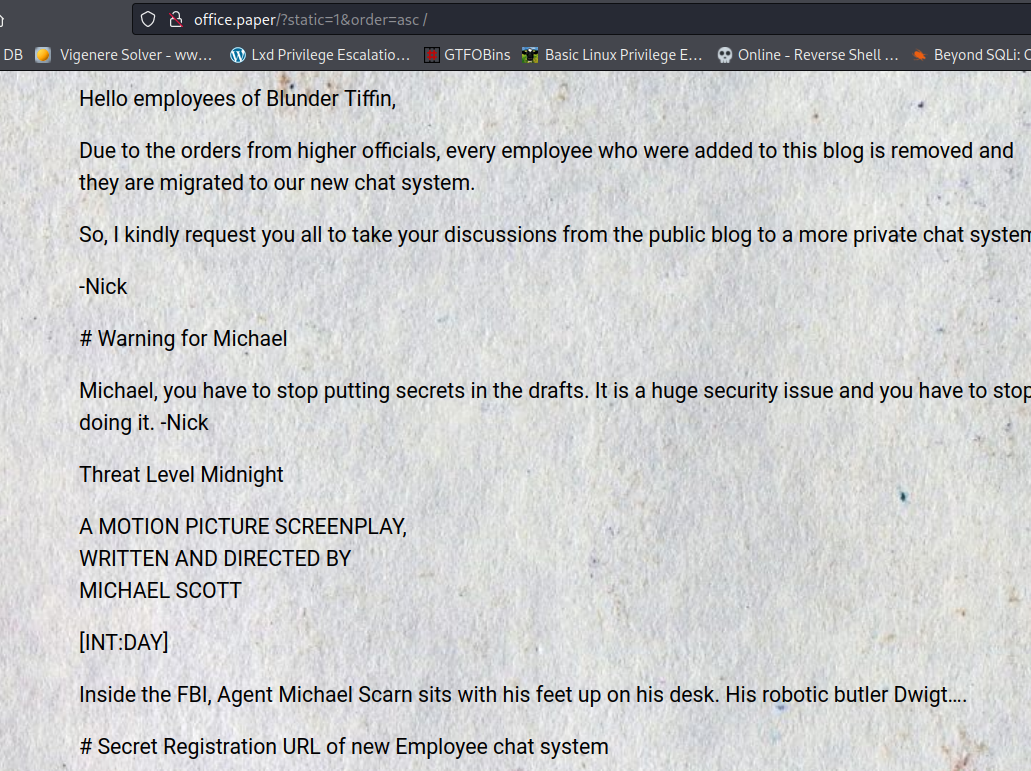 office.paper/?static=1&order=asc /
DB Vigenere Solver - ww... Lxd Privilege Escalatio... GTFOBins Basic Linux Privilege E... Online - Reverse Shell ... Beyond SQLi: O
Hello employees of Blunder Tiffin,
Due to the orders from higher officials, every employee who were added to this blog is removed and
they are migrated to our new chat system.
So, I kindly request you all to take your discussions from the public blog to a more private chat system
-Nick
# Warning for Michael
Michael, you have to stop putting secrets in the drafts. It is a huge security issue and you have to stop
doing it. -Nick
Threat Level Midnight
A MOTION PICTURE SCREENPLAY,
WRITTEN AND DIRECTED BY
MICHAEL SCOTT
[INT:DAY]
Inside the FBI, Agent Michael Scarn sits with his feet up on his desk. His robotic butler Dwigt….
# Secret Registration URL of new Employee chat system